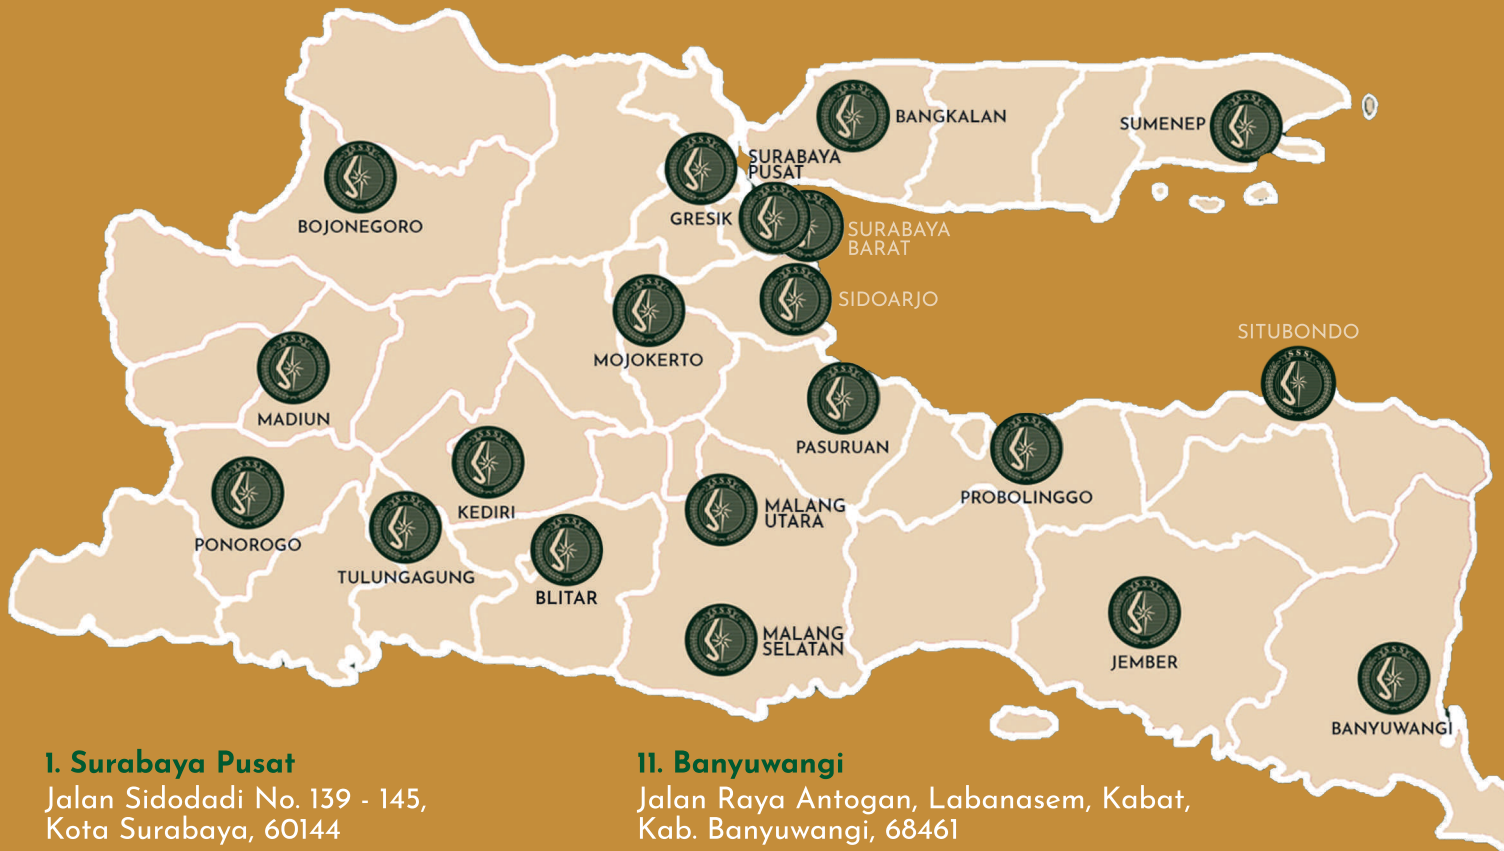 BANGKALAN
SUMENEP
SURABAYA
PUSAT
BOJONEGORO
GRESIK
SURABAYA
BARAT
SIDOARJO
SITUBONDO
MOJOKERTO
MADIUN
PASURUAN
PROBOLINGGO
KEDIRI
MALANG
UTARA
PONOROGO
TULUNGAGUNG
BLITAR
MALANG
SELATAN
JEMBER
BANYUWANGI
1. Surabaya Pusat
Jalan Sidodadi No. 139 - 145,
Kota Surabaya, 60144
11. Banyuwangi
Jalan Raya Antogan, Labanasem, Kabat,
Kab. Banyuwangi, 68461